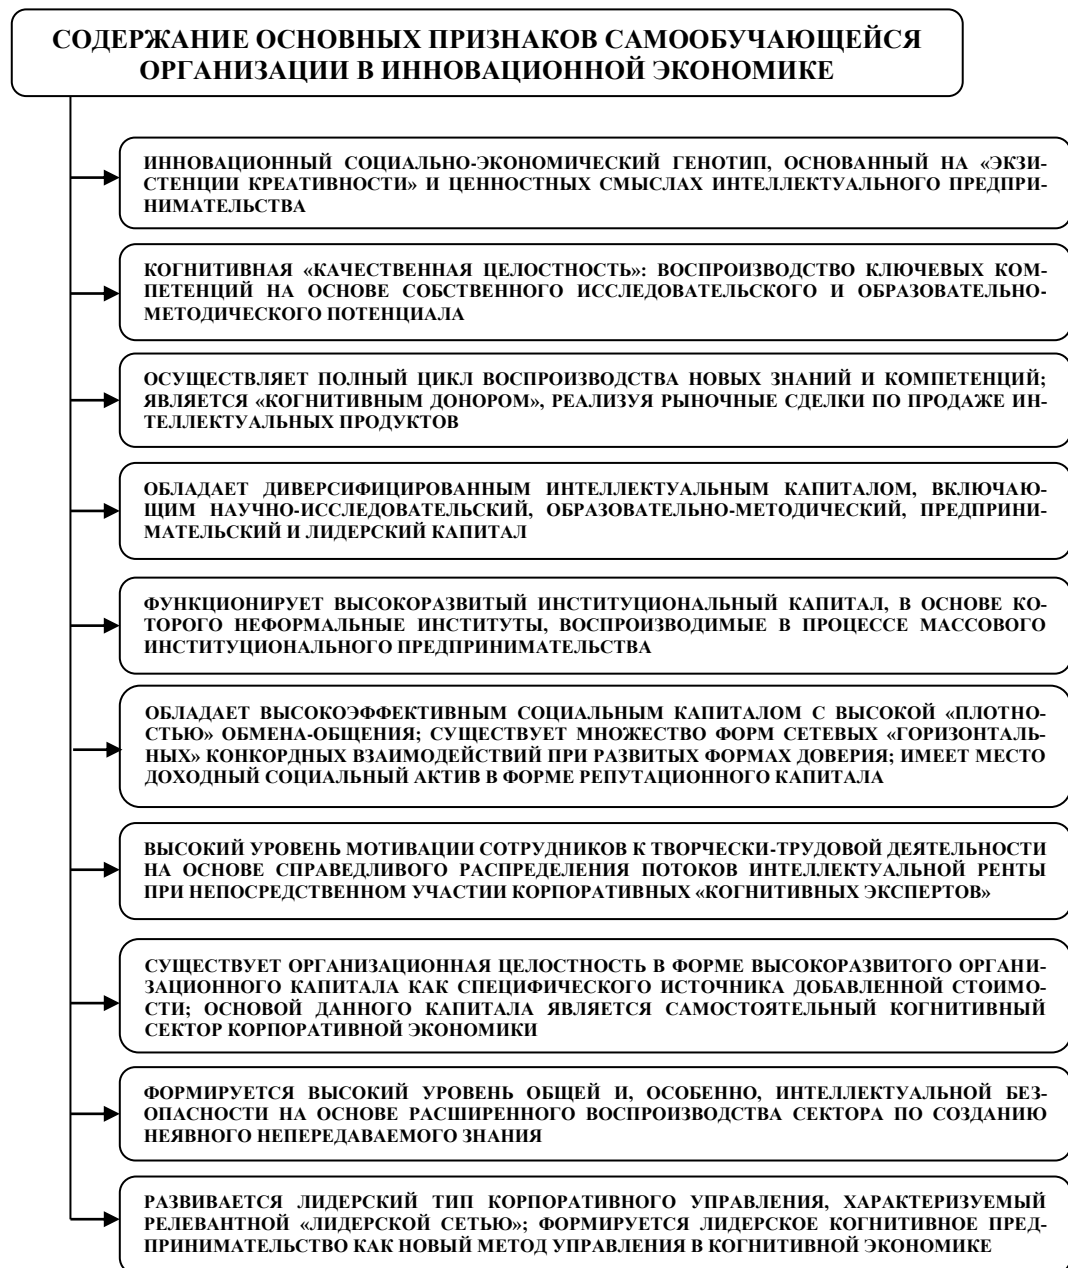 СОДЕРЖАНИЕ ОСНОВНЫХ ПРИЗНАКОВ САМООБУЧАЮЩЕЙСЯ
ОРГАНИЗАЦИИ В ИННОВАЦИОННОЙ ЭКОНОМИКЕ
ИННОВАЦИОННЫЙ СОЦИАЛЬНО-ЭКОНОМИЧЕСКИЙ ГЕНОТИП, ОСНОВАННЫЙ НА «ЭКЗИ-
СТЕНЦИИ КРЕАТИВНОСТИ» И ЦЕННОСТНЫХ СМЫСЛАХ ИНТЕЛЛЕКТУАЛЬНОГО ПРЕДПРИ-
НИМАТЕЛЬСТВА
КОГНИТИВНАЯ «КАЧЕСТВЕННАЯ ЦЕЛОСТНОСТЬ»: ВОСПРОИЗВОДСТВО КЛЮЧЕВЫХ КОМ-
ПЕТЕНЦИЙ НА ОСНОВЕ СОБСТВЕННОГО ИССЛЕДОВАТЕЛЬСКОГО И ОБРАЗОВАТЕЛЬНО-
МЕТОДИЧЕСКОГО ПОТЕНЦИАЛА
ОСУЩЕСТВЛЯЕТ ПОЛНЫЙ ЦИКЛ ВОСПРОИЗВОДСТВА НОВЫХ ЗНАНИЙ И КОМПЕТЕНЦИЙ;
ЯВЛЯЕТСЯ «КОГНИТИВНЫМ ДОНОРОМ», РЕАЛИЗУЯ РЫНОЧНЫЕ СДЕЛКИ ПО ПРОДАЖЕ ИН-
ТЕЛЛЕКТУАЛЬНЫХ ПРОДУКТОВ
ОБЛАДАЕТ ДИВЕРСИФИЦИРОВАННЫМ ИНТЕЛЛЕКТУАЛЬНЫМ КАПИТАЛОМ, ВКЛЮЧАЮ-
ЩИМ НАУЧНО-ИССЛЕДОВАТЕЛЬСКИЙ, ОБРАЗОВАТЕЛЬНО-МЕТОДИЧЕСКИЙ, ПРЕДПРИНИ-
МАТЕЛЬСКИЙ И ЛИДЕРСКИЙ КАПИТАЛ
ФУНКЦИОНИРУЕТ ВЫСОКОРАЗВИТЫЙ ИНСТИТУЦИОНАЛЬНЫЙ КАПИТАЛ, В ОСНОВЕ КО-
ТОРОГО НЕФОРМАЛЬНЫЕ ИНСТИТУТЫ, ВОСПРОИЗВОДИМЫЕ В ПРОЦЕССЕ МАССОВОГО
ИНСТИТУЦИОНАЛЬНОГО ПРЕДПРИНИМАТЕЛЬСТВА
ОБЛАДАЕТ ВЫСОКОЭФФЕКТИВНЫМ СОЦИАЛЬНЫМ КАПИТАЛОМ С ВЫСОКОЙ «ПЛОТНО-
СТЬЮ» ОБМЕНА-ОБЩЕНИЯ; СУЩЕСТВУЕТ МНОЖЕСТВО ФОРМ СЕТЕВЫХ «ГОРИЗОНТАЛЬ-
НЫХ» КОНКОРДНЫХ ВЗАИМОДЕЙСТВИЙ ПРИ РАЗВИТЫХ ФОРМАХ ДОВЕРИЯ; ИМЕЕТ МЕСТО
ДОХОДНЫЙ СОЦИАЛЬНЫЙ АКТИВ В ФОРМЕ РЕПУТАЦИОННОГО КАПИТАЛА
ВЫСОКИЙ УРОВЕНЬ МОТИВАЦИИ СОТРУДНИКОВ К ТВОРЧЕСКИ-ТРУДОВОЙ ДЕЯТЕЛЬНОСТИ
НА ОСНОВЕ СПРАВЕДЛИВОГО РАСПРЕДЕЛЕНИЯ ПОТОКОВ ИНТЕЛЛЕКТУАЛЬНОЙ РЕНТЫ
ПРИ НЕПОСРЕДСТВЕННОМ УЧАСТИИ КОРПОРАТИВНЫХ «КОГНИТИВНЫХ ЭКСПЕРТОВ»
СУЩЕСТВУЕТ ОРГАНИЗАЦИОННАЯ ЦЕЛОСТНОСТЬ В ФОРМЕ ВЫСОКОРАЗВИТОГО ОРГАНИ-
ЗАЦИОННОГО КАПИТАЛА КАК СПЕЦИФИЧЕСКОГО ИСТОЧНИКА ДОБАВЛЕННОЙ СТОИМО-
СТИ; ОСНОВОЙ ДАННОГО КАПИТАЛА ЯВЛЯЕТСЯ САМОСТОЯТЕЛЬНЫЙ КОГНИТИВНЫЙ
СЕКТОР КОРПОРАТИВНОЙ ЭКОНОМИКИ
ФОРМИРУЕТСЯ ВЫСОКИЙ УРОВЕНЬ ОБЩЕЙ И, ОСОБЕННО, ИНТЕЛЛЕКТУАЛЬНОЙ БЕЗ-
ОПАСНОСТИ НА ОСНОВЕ РАСШИРЕННОГО ВОСПРОИЗВОДСТВА СЕКТОРА ПО СОЗДАНИЮ
НЕЯВНОГО НЕПЕРЕДАВАЕМОГО ЗНАНИЯ
РАЗВИВАЕТСЯ ЛИДЕРСКИЙ ТИП КОРПОРАТИВНОГО УПРАВЛЕНИЯ, ХАРАКТЕРИЗУЕМЫЙ
РЕЛЕВАНТНОЙ «ЛИДЕРСКОЙ СЕТЬЮ»; ФОРМИРУЕТСЯ ЛИДЕРСКОЕ КОГНИТИВНОЕ ПРЕД-
ПРИНИМАТЕЛЬСТВО КАК НОВЫЙ МЕТОД УПРАВЛЕНИЯ В КОГНИТИВНОЙ ЭКОНОМИКЕ